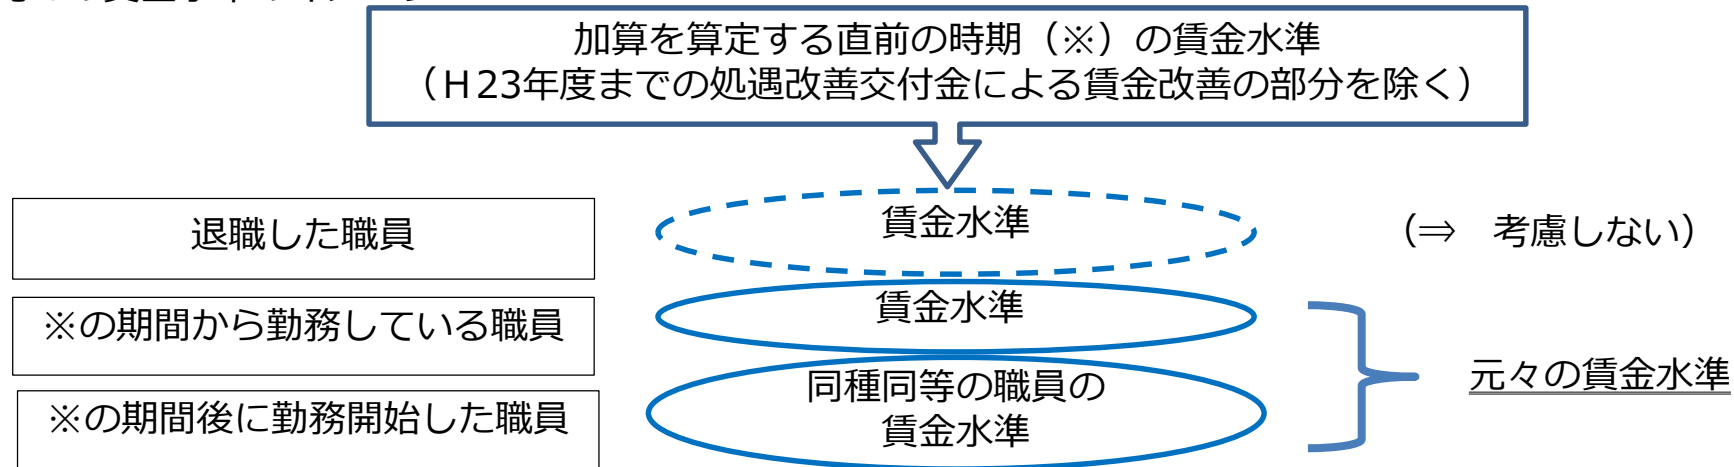 加算を算定する直前の時期（※）の賃金水準
（Ｈ23年度までの処遇改善交付金による賃金改善の部分を除く）
退職した職員
賃金水準
（⇒　考慮しない）
※の期間から勤務している職員
賃金水準
元々の賃金水準
※の期間後に勤務開始した職員
同種同等の職員の
賃金水準